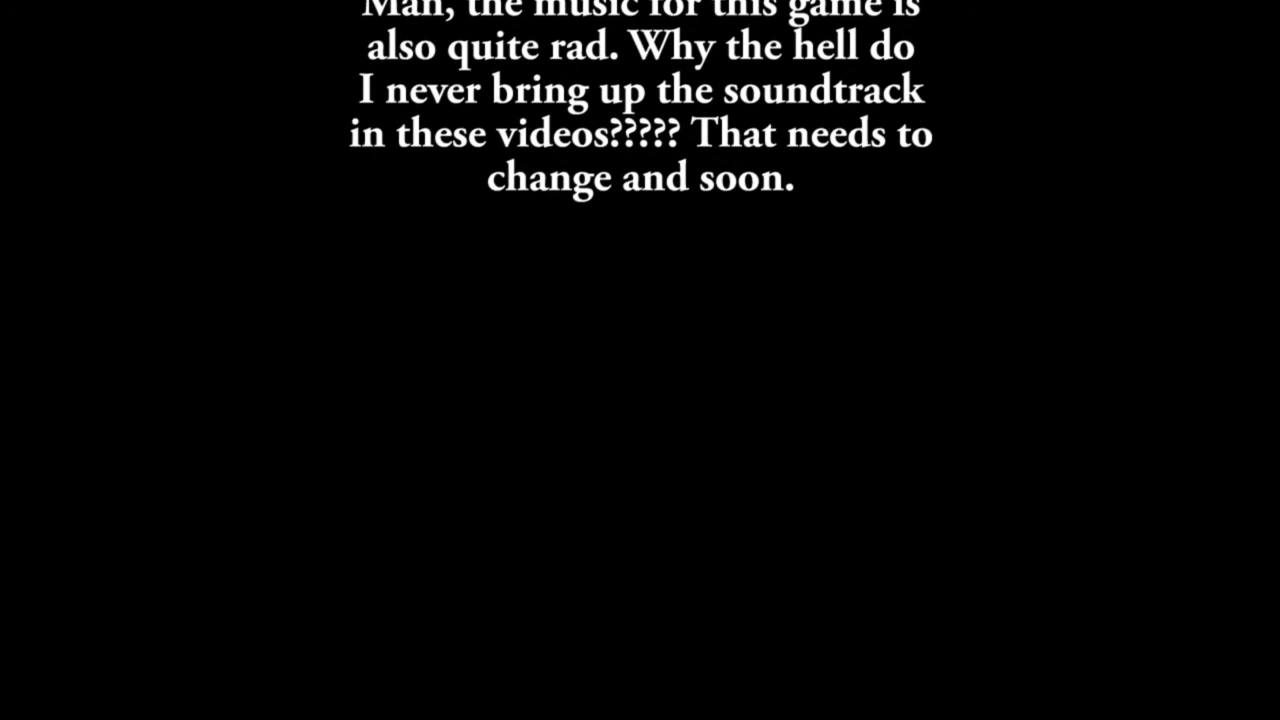 Man, the music for this game is
also quite rad. Why the hell do
I never bring up the soundtrack
in these videos????? That needs to
change and soon.